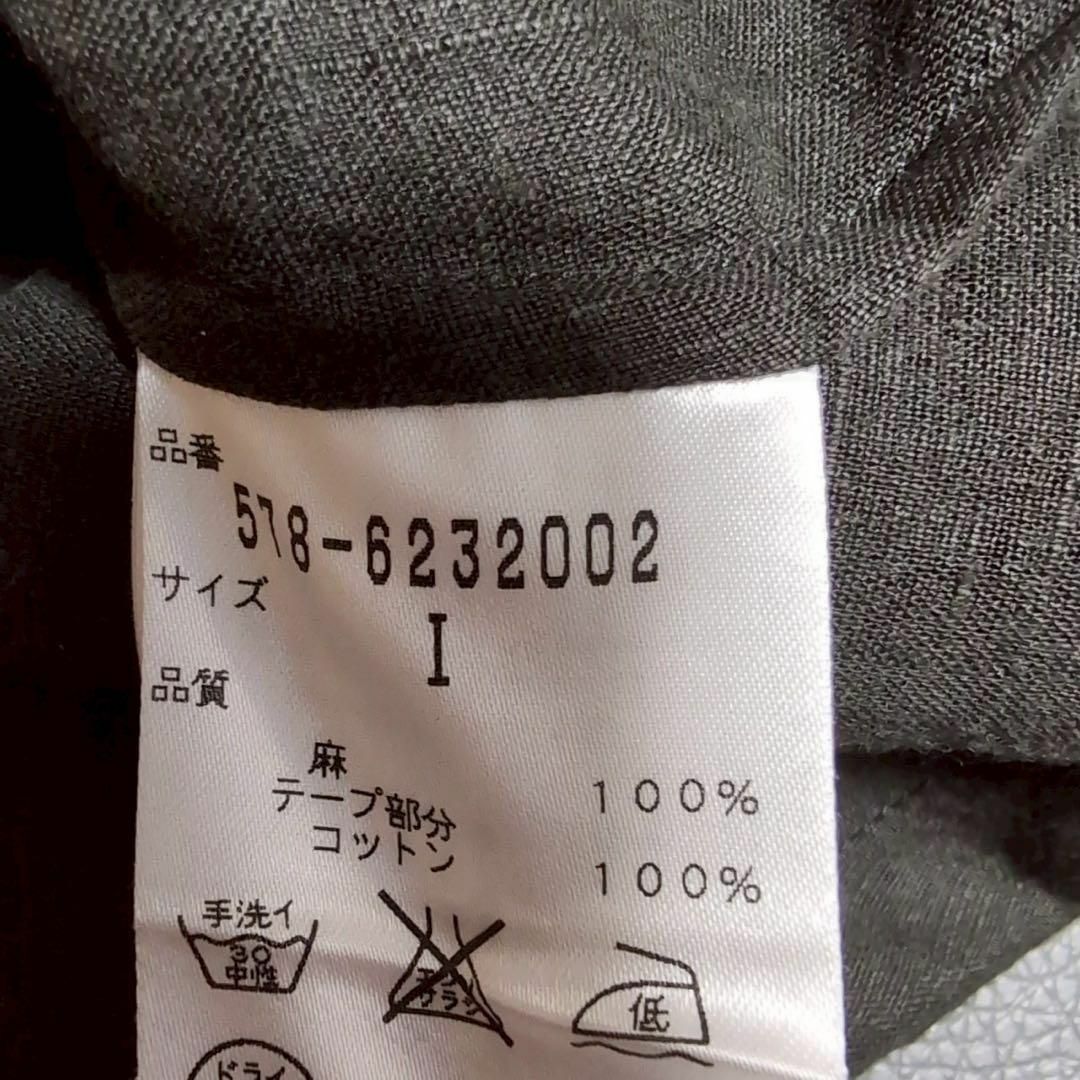 品番
578-6232002
サイズ
I
品質
麻 100%
テープ部分
コットン 100%
手洗イ
30
中性
エンソ
サラシ
低
ドライ